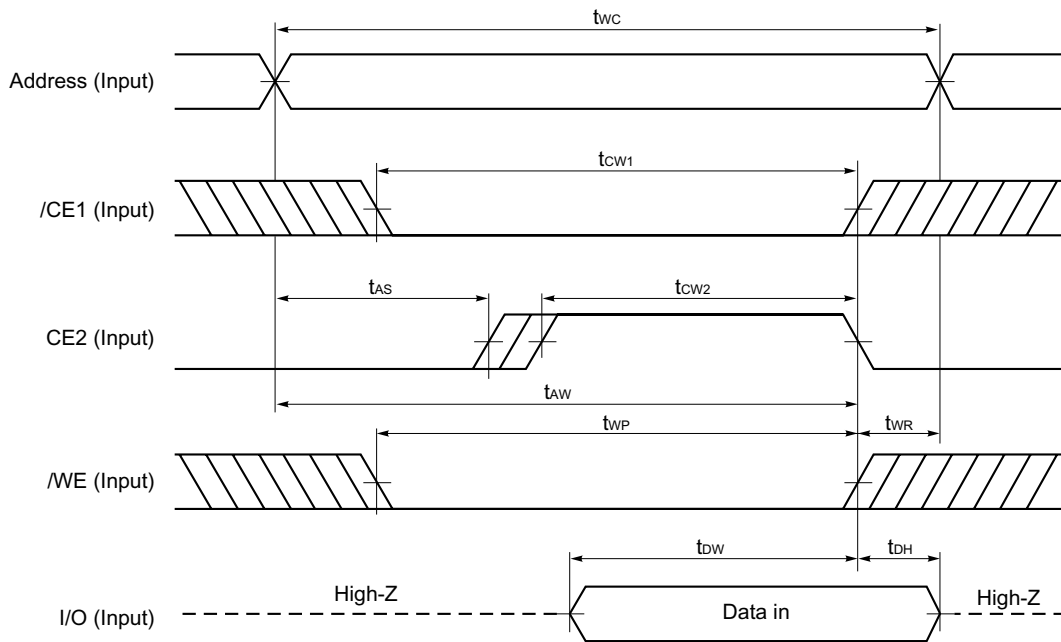 tWC
Address (Input)
tCW1
/CE1 (Input)
tAS
tCW2
CE2 (Input)
tAW
tWP
tWR
/WE (Input)
tDW
tDH
High-Z
Data in
High-Z
I/O (Input)